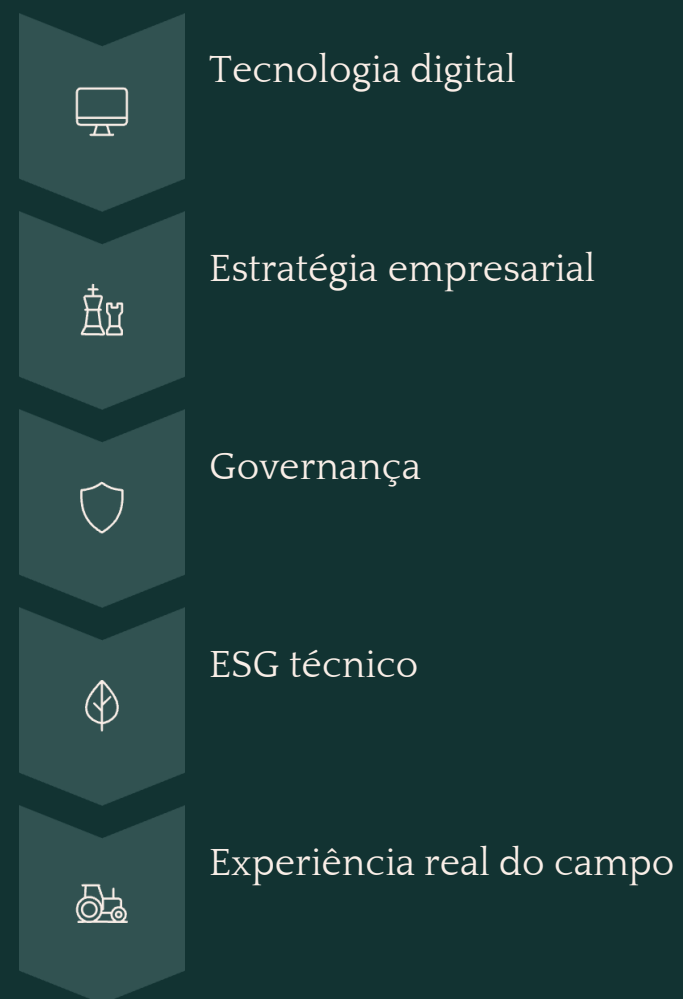 Tecnologia digital
Estratégia empresarial
Governança
ESG técnico
Experiência real do campo